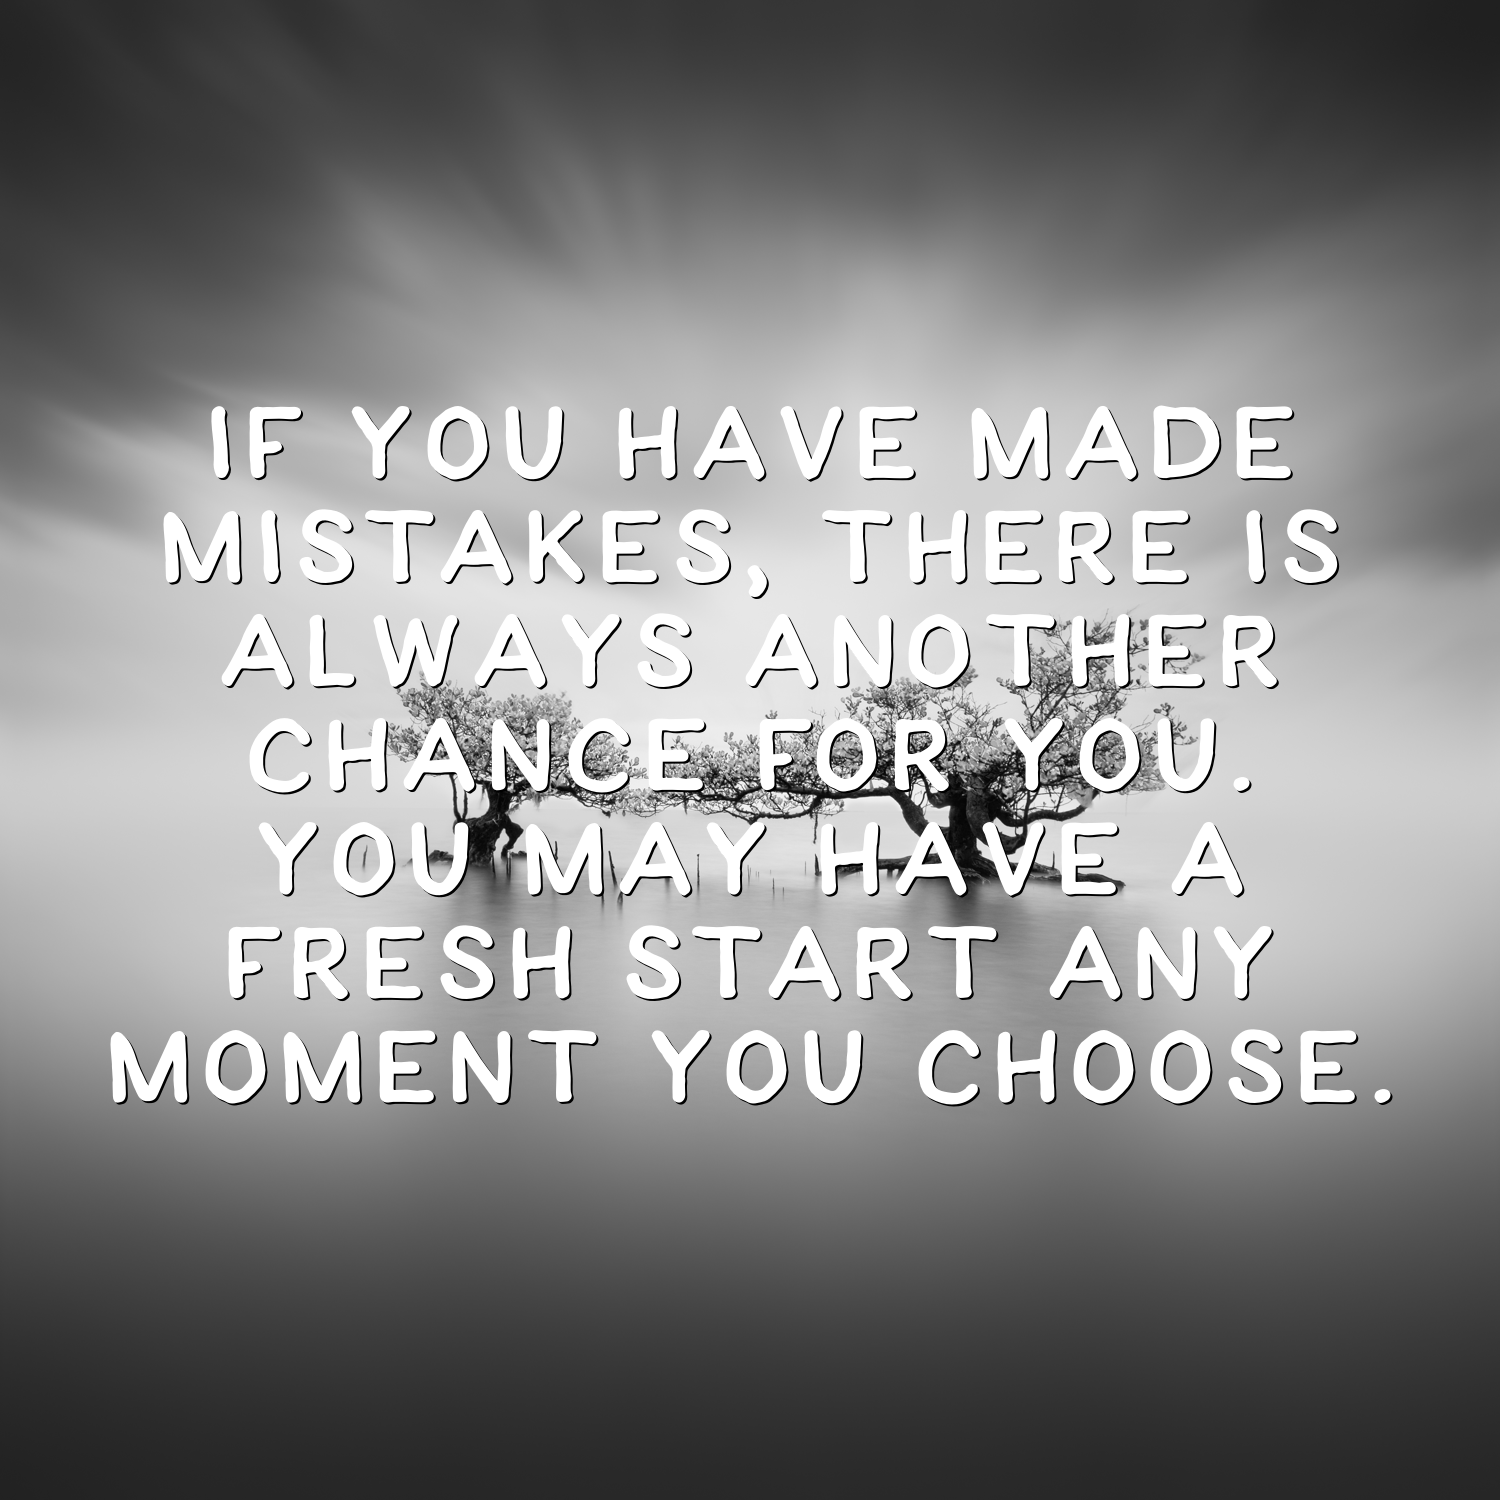 IF YOU HAVE MADE
MISTAKES, THERE IS
ALWAYS ANOTHER
CHANCE FOR YOU.
YOU MAY HAVE A
FRESH START ANY
MOMENT YOU CHOOSE.